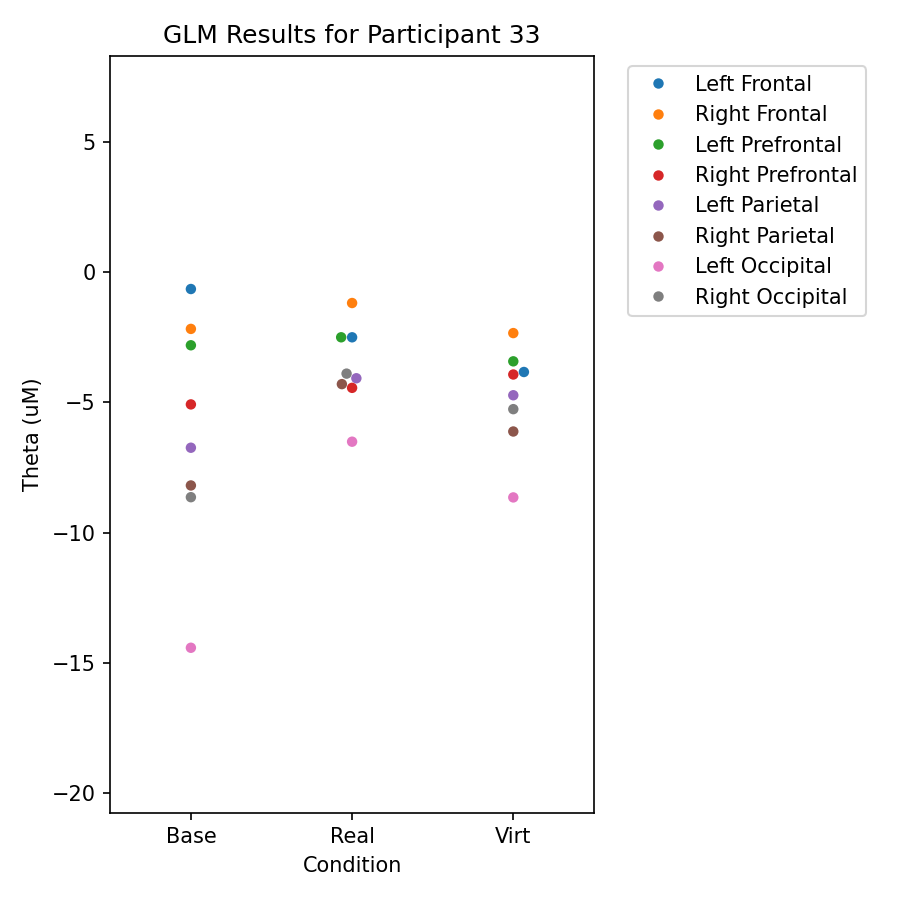 GLM Results for Participant 33
Theta (uM)
5
0
−5
−10
−15
−20
Base
Real
Virt
Condition
Left Frontal
Right Frontal
Left Prefrontal
Right Prefrontal
Left Parietal
Right Parietal
Left Occipital
Right Occipital